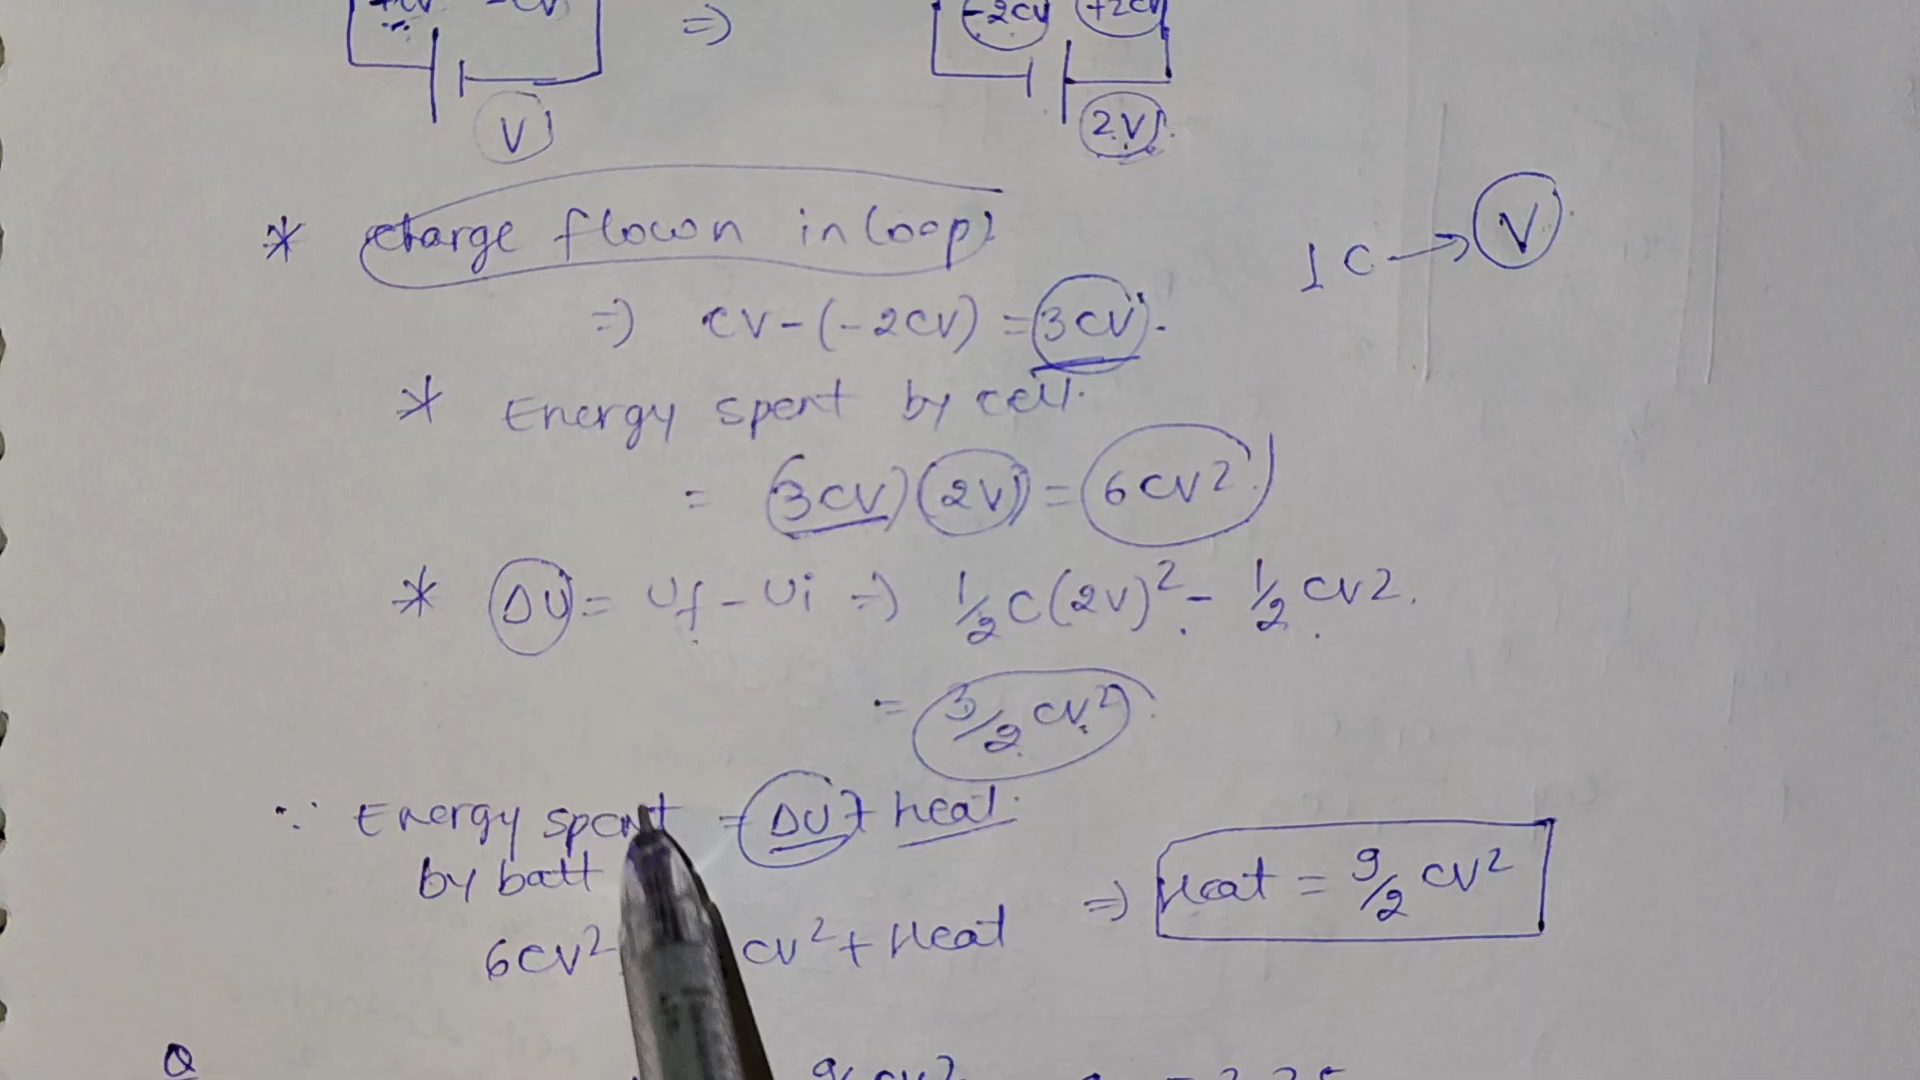 +CV -CV ⇒ -2CV +2CV
V 2V
* charge flown in loop
1C → V
⇒ CV-(-2CV) = 3CV.
* Energy spent by cell.
= (3CV)(2V) = 6CV2
* ΔU = Uf - Ui ⇒ ½C(2V)² - ½CV2.
= 3/2 CV²
∵ Energy spent = ΔU + heat.
by batt
6CV² CV² + Heat ⇒ Heat = 9/2 CV²
Q